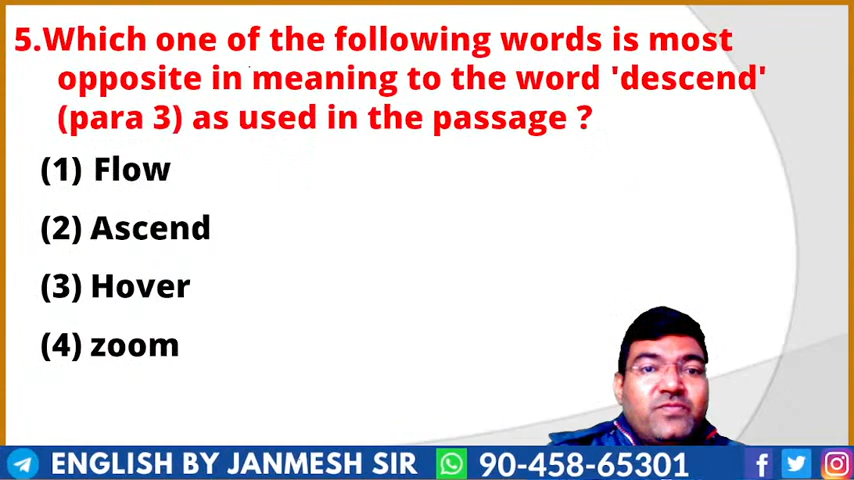 5.Which one of the following words is most
opposite in meaning to the word 'descend'
(para 3) as used in the passage ?
(1) Flow
(2) Ascend
(3) Hover
(4) zoom
ENGLISH BY JANMESH SIR 90-458-65301